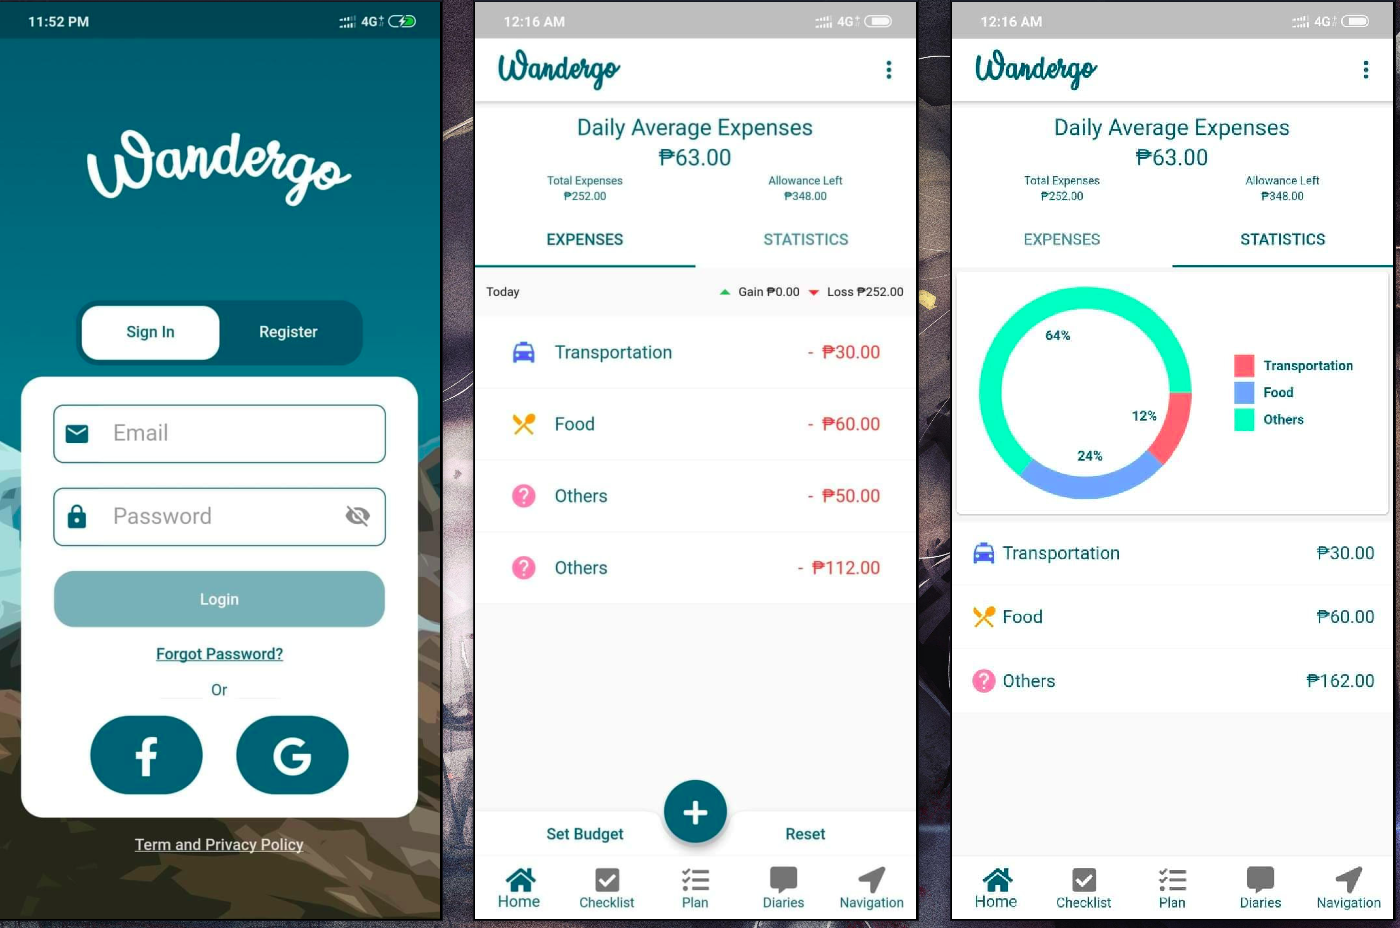 11:52 PM
4G
Wandergo
Sign In
Register
Email
Password
Login
Forgot Password?
Or
f
G
Term and Privacy Policy
12:16 AM
4G
Wandergo
Daily Average Expenses
₱63.00
Total Expenses
Allowance Left
₱252.00
₱348.00
EXPENSES
STATISTICS
Today
Gain ₱0.00
Loss ₱252.00
Transportation
- ₱30.00
Food
- ₱60.00
Others
- ₱50.00
Others
- ₱112.00
+
Set Budget
Reset
Home
Checklist
Plan
Diaries
Navigation
12:16 AM
4G
Wandergo
Daily Average Expenses
₱63.00
Total Expenses
Allowance Left
₱252.00
₱348.00
EXPENSES
STATISTICS
64%
12%
24%
Transportation
Food
Others
Transportation
₱30.00
Food
₱60.00
Others
₱162.00
Home
Checklist
Plan
Diaries
Navigation